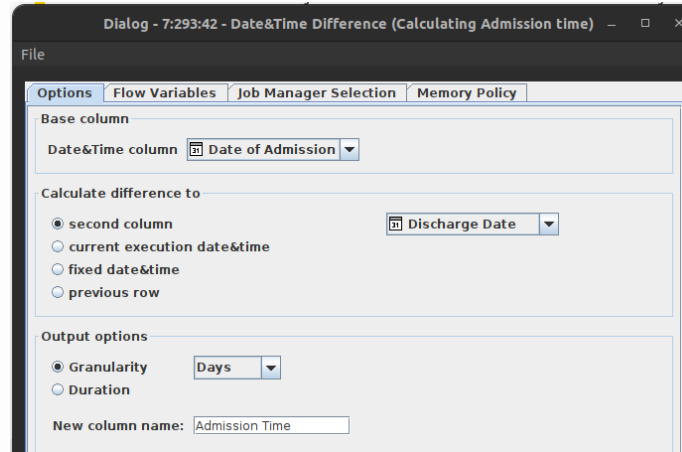 Dialog - 7:293:42 - Date&Time Difference (Calculating Admission time)
File
Options Flow Variables Job Manager Selection Memory Policy
Base column
Date&Time column 31 Date of Admission
Calculate difference to
second column 31 Discharge Date
current execution date&time
fixed date&time
previous row
Output options
Granularity Days
Duration
New column name: Admission Time